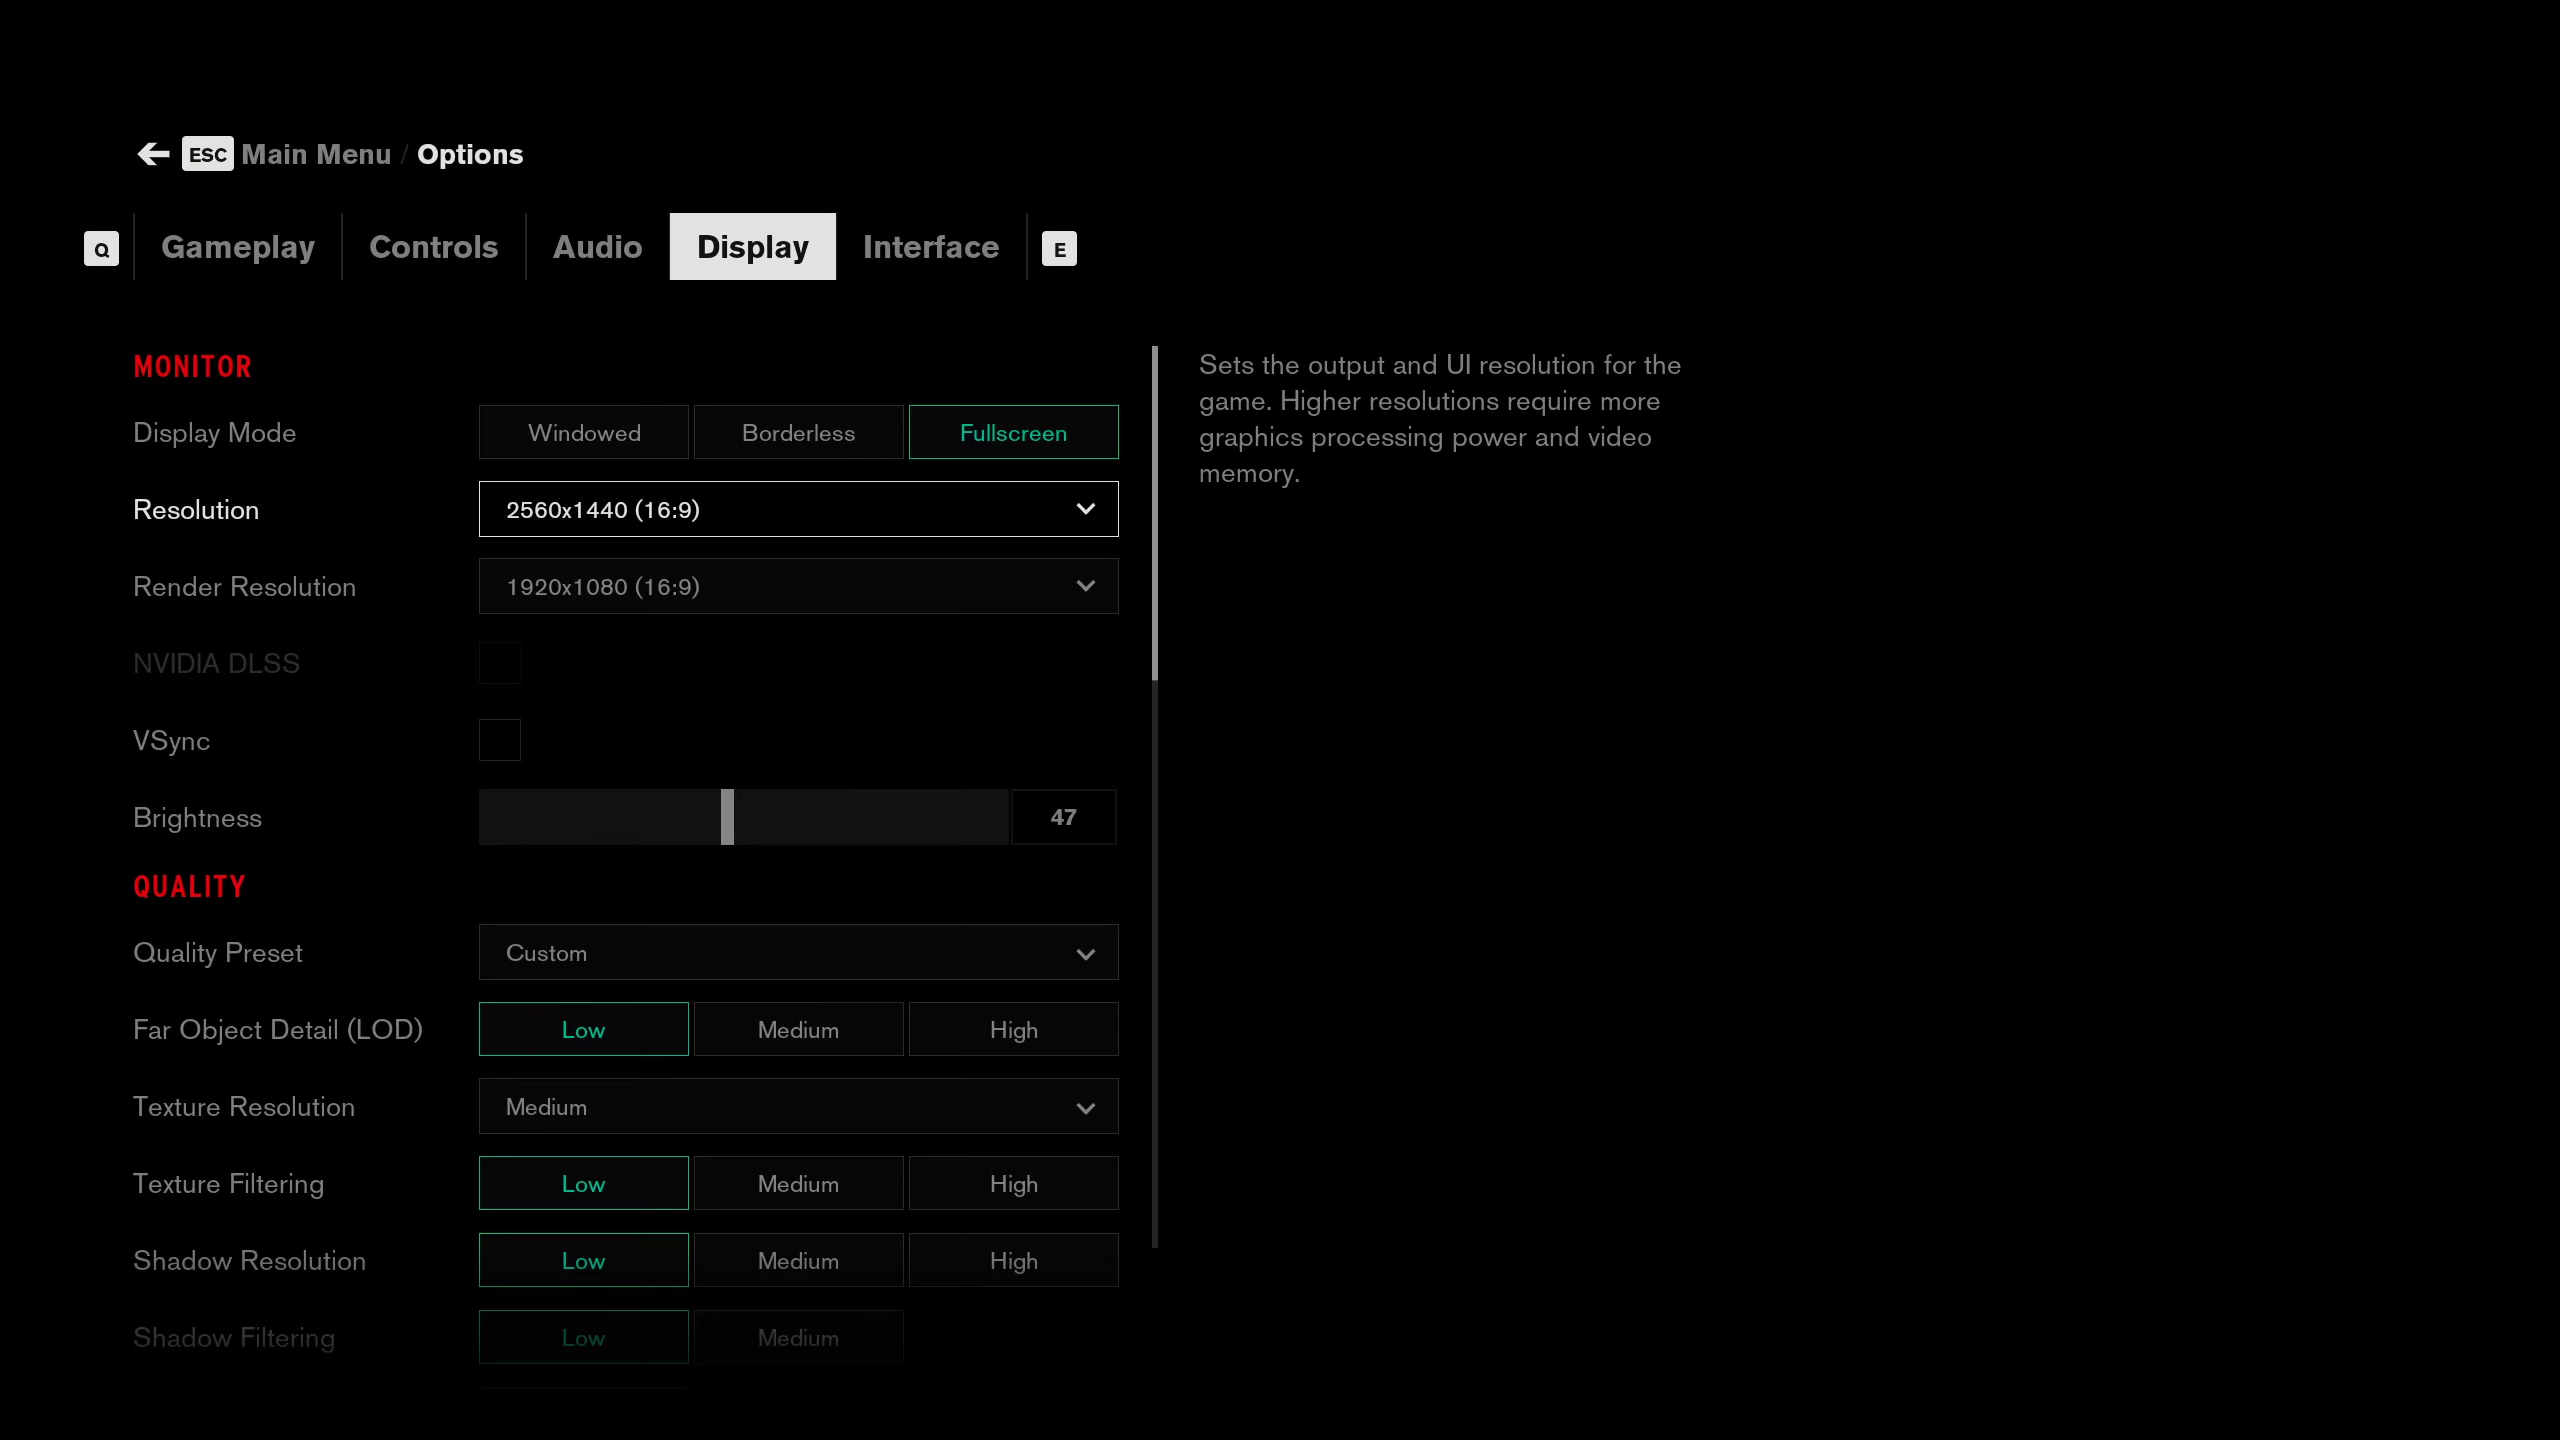 ESC Main Menu / Options
Q Gameplay Controls Audio Display Interface E
MONITOR
Display Mode Windowed Borderless Fullscreen
Resolution 2560x1440 (16:9)
Render Resolution 1920x1080 (16:9)
NVIDIA DLSS
VSync
Brightness 47
QUALITY
Quality Preset Custom
Far Object Detail (LOD) Low Medium High
Texture Resolution Medium
Texture Filtering Low Medium High
Shadow Resolution Low Medium High
Shadow Filtering Low Medium
Sets the output and UI resolution for the
game. Higher resolutions require more
graphics processing power and video
memory.